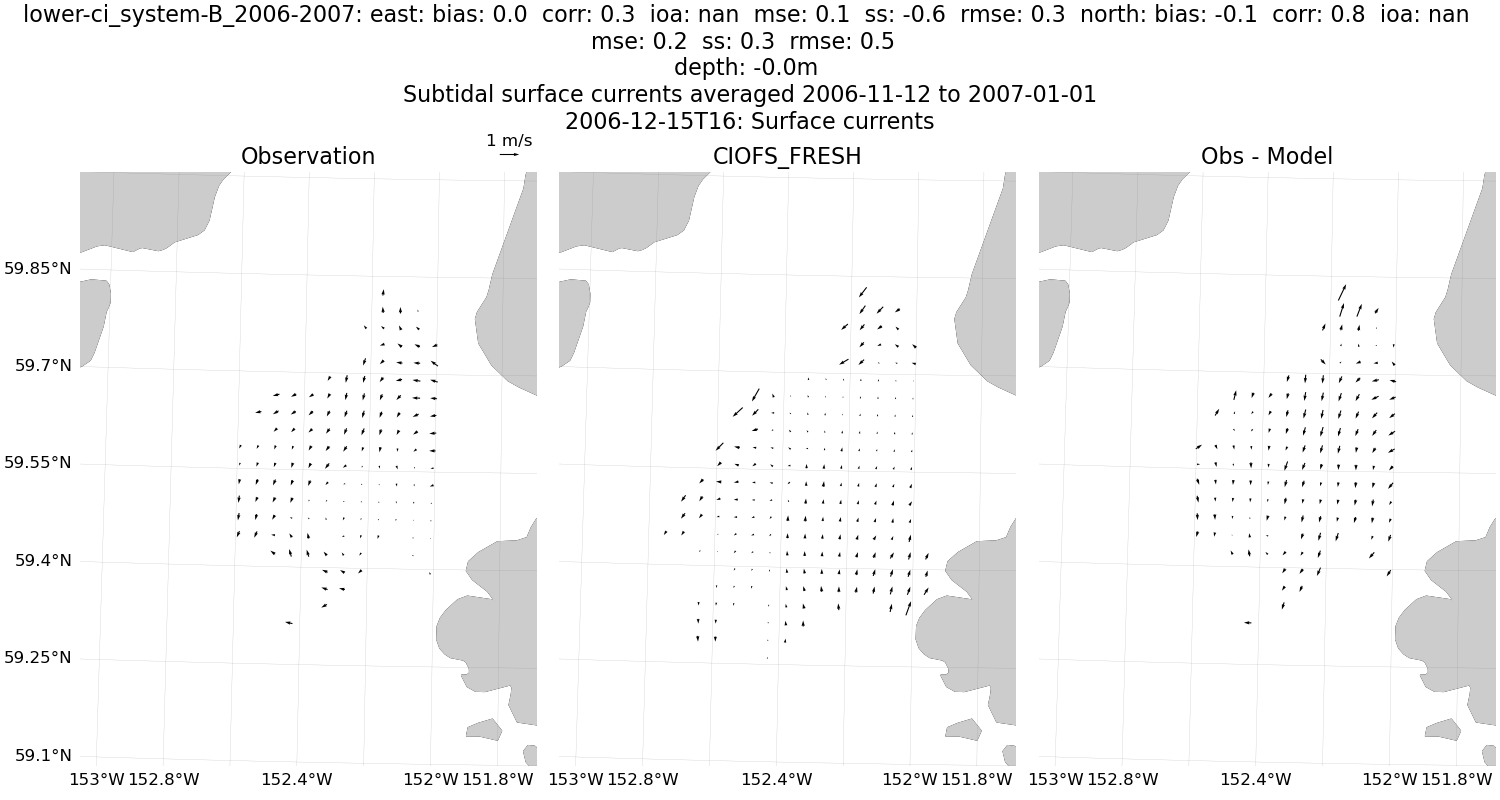 lower-ci_system-B_2006-2007: east: bias: 0.0 corr: 0.3 ioa: nan mse: 0.1 ss: -0.6 rmse: 0.3 north: bias: -0.1 corr: 0.8 ioa: nan
mse: 0.2 ss: 0.3 rmse: 0.5
depth: -0.0m
Subtidal surface currents averaged 2006-11-12 to 2007-01-01
2006-12-15T16: Surface currents
1 m/s
Observation
CIOFS_FRESH
Obs - Model
59.85°N
59.7°N
59.55°N
59.4°N
59.25°N
59.1°N
153°W 152.8°W 152.4°W 152°W 151.8°W
153°W 152.8°W 152.4°W 152°W 151.8°W
153°W 152.8°W 152.4°W 152°W 151.8°W